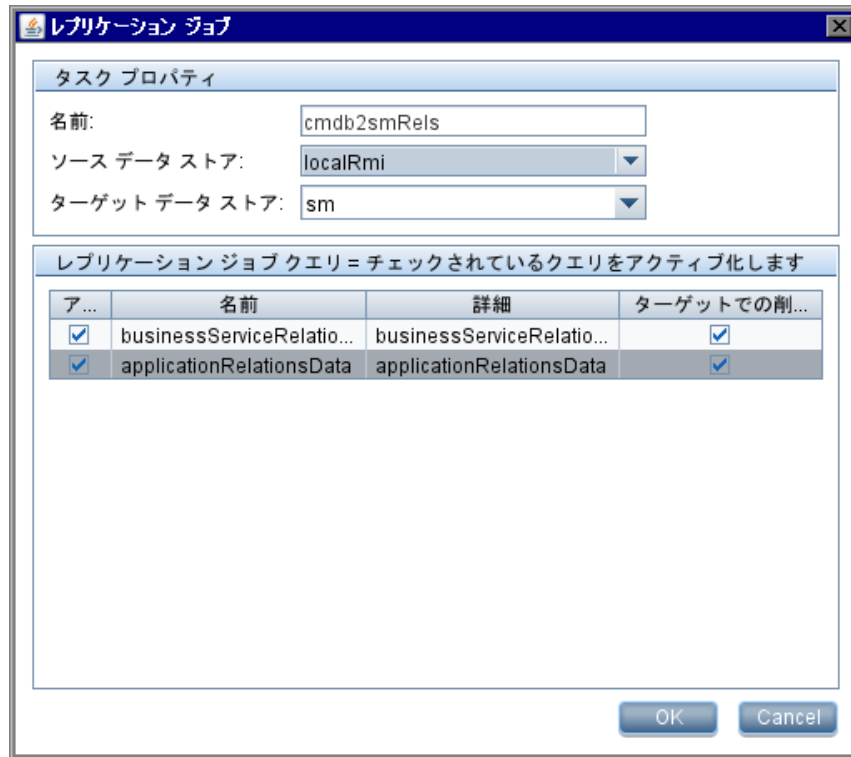 レプリケーション ジョブ
タスク プロパティ
名前: cmdb2smRels
ソース データ ストア: localRmi
ターゲット データ ストア: sm
レプリケーション ジョブ クエリ = チェックされているクエリをアクティブ化します
ア... 名前 詳細 ターゲットでの削...
businessServiceRelatio... businessServiceRelatio...
applicationRelationsData applicationRelationsData
OK Cancel